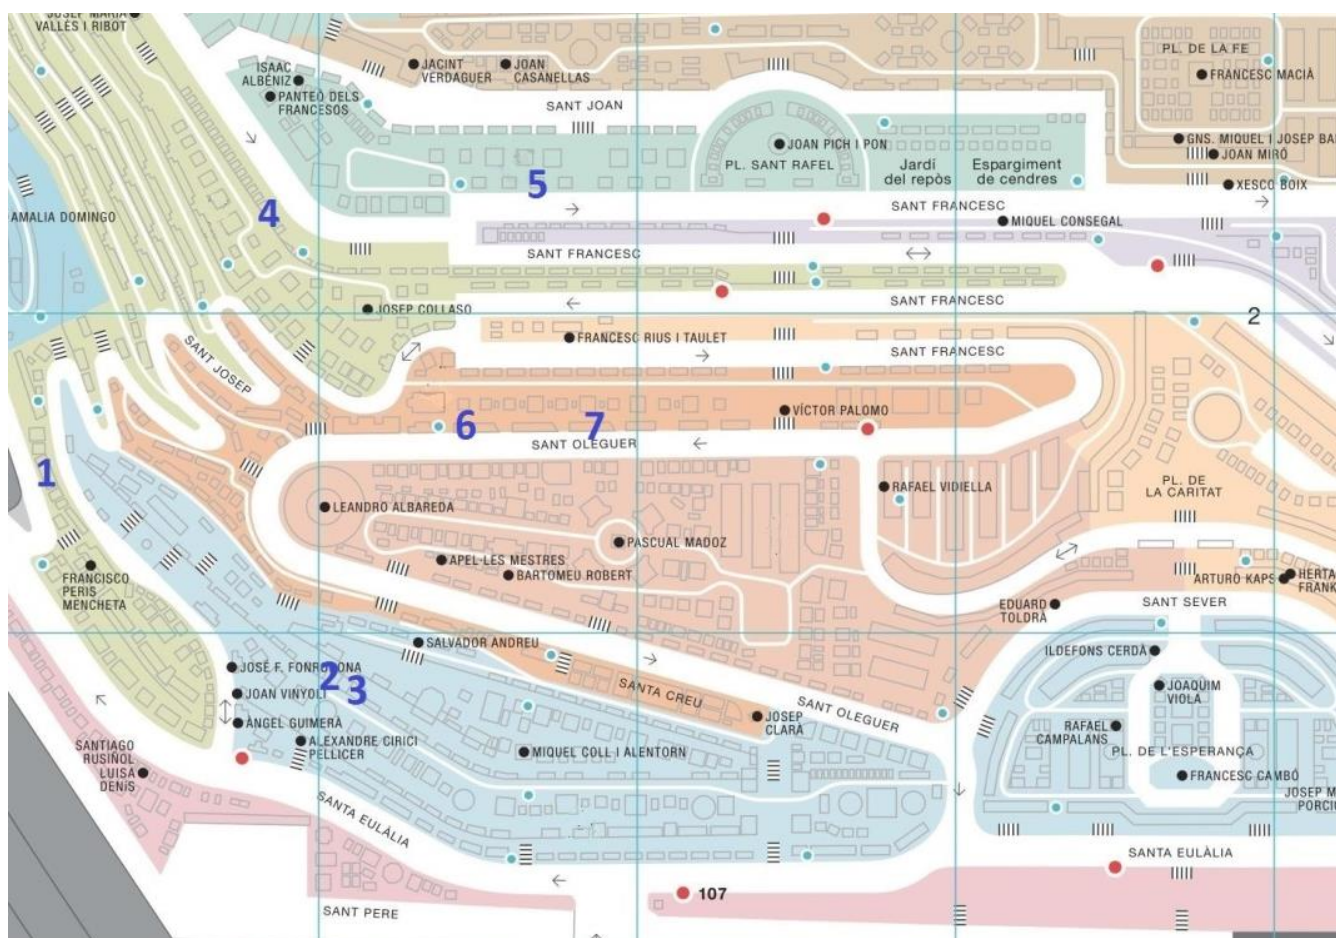 JOSEP MARIA
VALLÈS I RIBOT
ISAAC
ALBÉNIZ
PANTEÓ DELS
FRANCESOS
JACINT
VERDAGUER
JOAN
CASANELLAS
SANT JOAN
PL. DE LA FE
FRANCESC MACIÀ
JOAN PICH I PON
PL. SANT RAFEL
Jardí
del repòs
Espargiment
de cendres
GNS. MIQUEL I JOSEP BA
JOAN MIRÓ
XESCO BOIX
5
4
AMALIA DOMINGO
SANT FRANCESC
MIQUEL CONSEGAL
SANT FRANCESC
SANT FRANCESC
JOSEP COLLASO
2
FRANCESC RIUS I TAULET
SANT FRANCESC
SANT JOSEP
VÍCTOR PALOMO
6
7
SANT OLEGUER
1
LEANDRO ALBAREDA
RAFAEL VIDIELLA
PL. DE
LA CARITAT
PASCUAL MADOZ
APEL·LES MESTRES
BARTOMEU ROBERT
FRANCISCO
PERIS
MENCHETA
ARTURO KAPS
HERTA
FRANK
EDUARD
TOLDRÀ
SANT SEVER
SALVADOR ANDREU
ILDEFONS CERDÀ
JOSÉ F. FONRODONA
2
3
JOAN VINYOLI
SANTA CREU
SANT OLEGUER
JOAQUIM
VIOLA
ÀNGEL GUIMERÀ
JOSEP
CLARÀ
RAFAEL
CAMPALANS
ALEXANDRE CIRICI
PELLICER
MIQUEL COLL I ALENTORN
PL. DE L'ESPERANÇA
SANTIAGO
RUSIÑOL
LUISA
DENIS
FRANCESC CAMBÓ
JOSEP M
PORCIU
SANTA EULÀLIA
SANTA EULÀLIA
107
SANT PERE